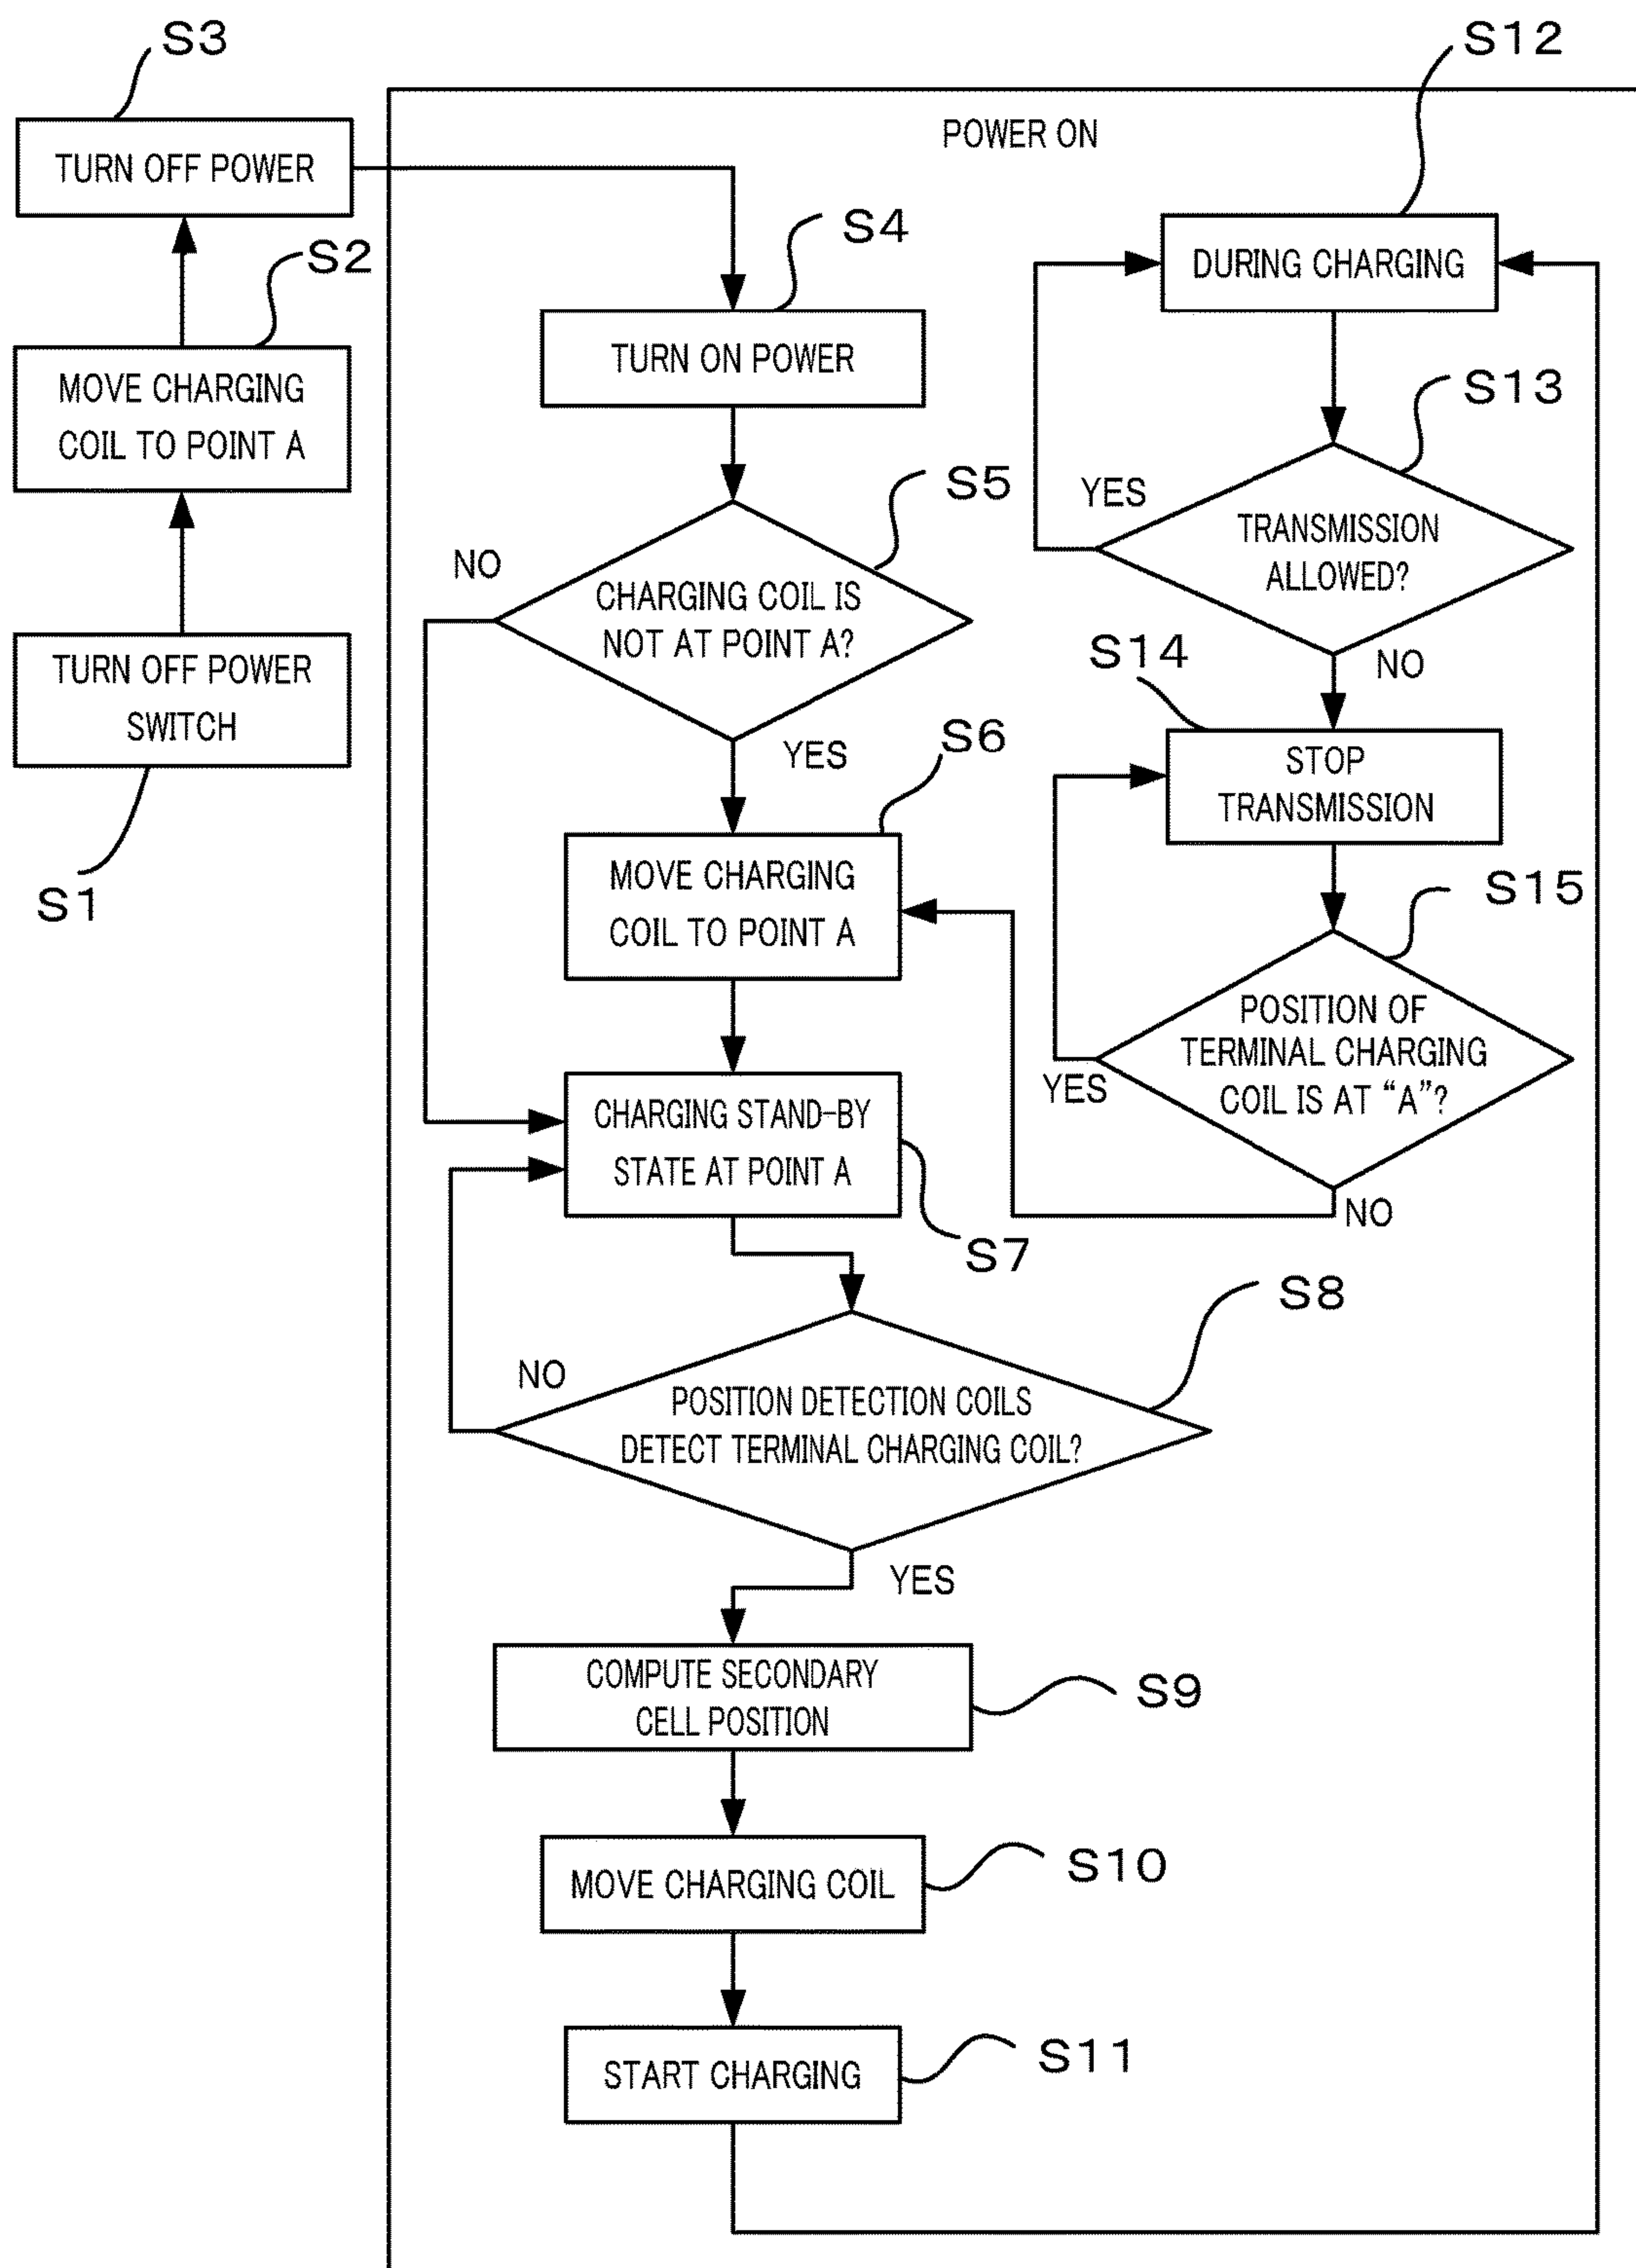 S3
TURN OFF POWER
S2
MOVE CHARGING
COIL TO POINT A
TURN OFF POWER
SWITCH
S1
POWER ON
S4
TURN ON POWER
S5
CHARGING COIL IS
NOT AT POINT A?
NO
YES
S6
MOVE CHARGING
COIL TO POINT A
CHARGING STAND-BY
STATE AT POINT A
S7
S8
POSITION DETECTION COILS
DETECT TERMINAL CHARGING COIL?
NO
YES
COMPUTE SECONDARY
CELL POSITION
S9
MOVE CHARGING COIL
S10
START CHARGING
S11
S12
DURING CHARGING
S13
YES
TRANSMISSION
ALLOWED?
NO
S14
STOP
TRANSMISSION
S15
POSITION OF
TERMINAL CHARGING
COIL IS AT “A”?
YES
NO